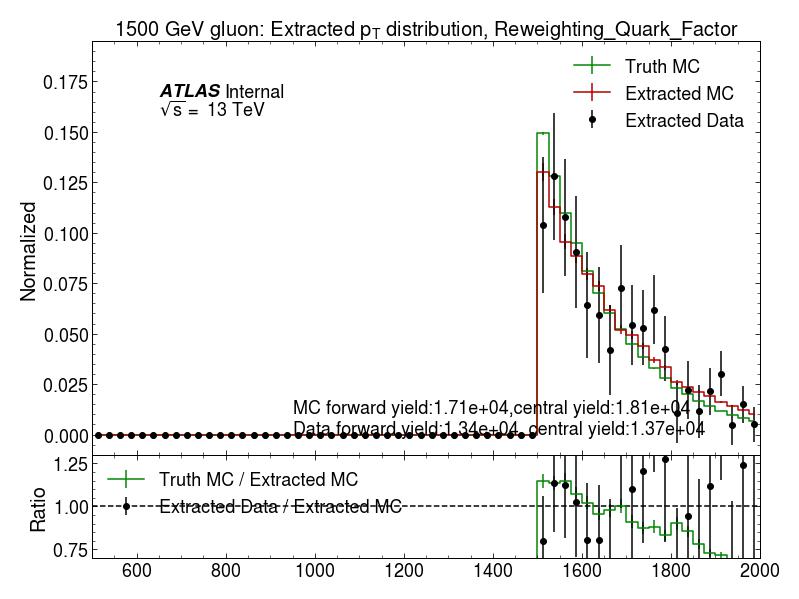 1500 GeV gluon: Extracted pT distribution, Reweighting_Quark_Factor
ATLAS Internal
√s = 13 TeV
Truth MC
Extracted MC
Extracted Data
Normalized
0.175
0.150
0.125
0.100
0.075
0.050
0.025
0.000
MC forward yield:1.71e+04,central yield:1.81e+04
Data forward yield:1.34e+04, central yield:1.37e+04
Ratio
1.25
1.00
0.75
Truth MC / Extracted MC
Extracted Data / Extracted MC
600 800 1000 1200 1400 1600 1800 2000